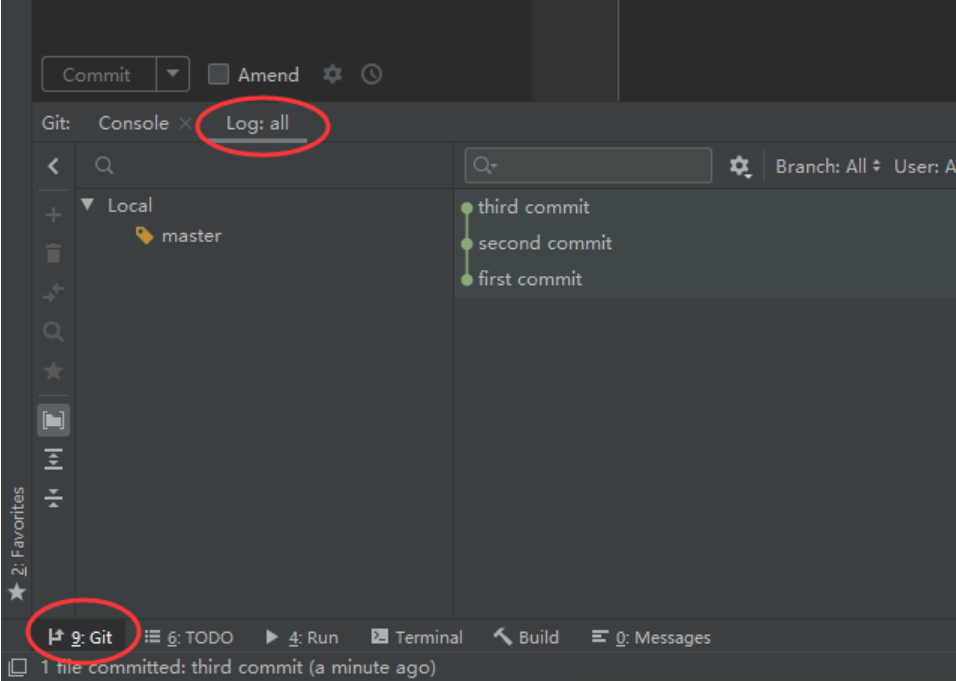 Commit Amend
Git: Console Log: all
Branch: All User: A
Local
master
third commit
second commit
first commit
2: Favorites
9: Git 6: TODO 4: Run Terminal Build 0: Messages
1 file committed: third commit (a minute ago)